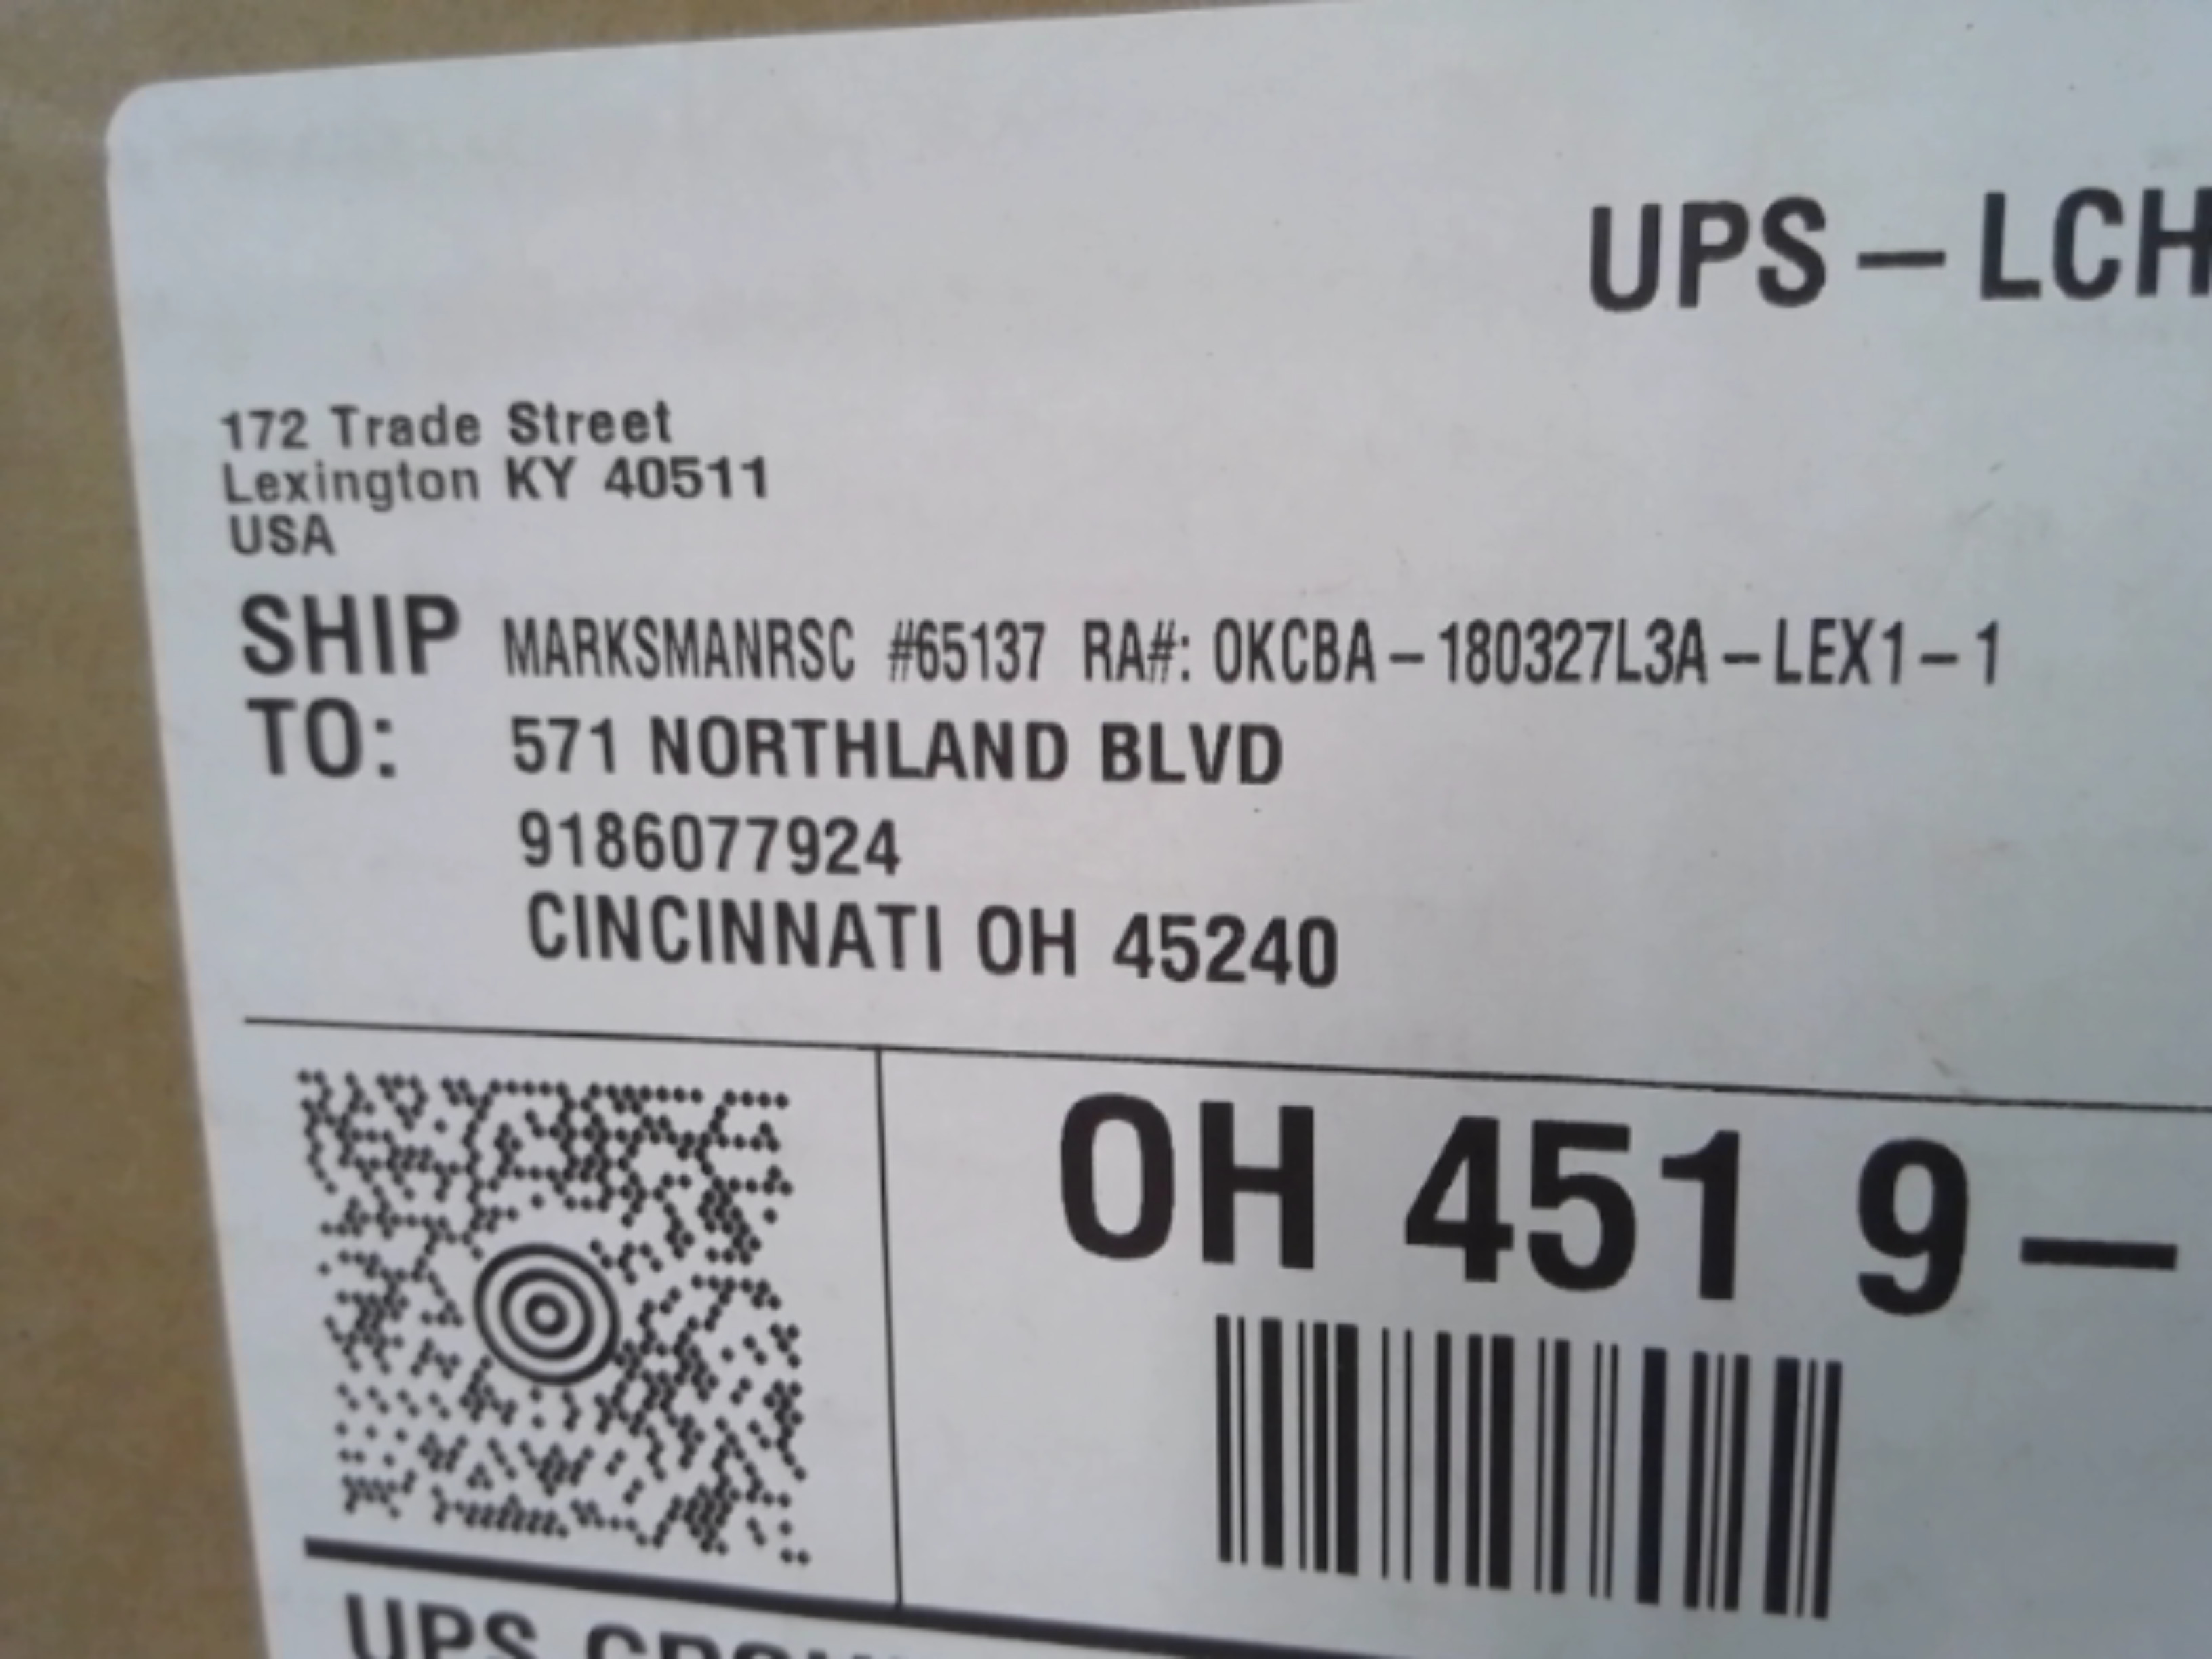 UPS – LCH
172 Trade Street
Lexington KY 40511
USA
SHIP TO: MARKSMANRSC #65137 RA#: OKCBA – 180327L3A – LEX1 – 1
571 NORTHLAND BLVD
9186077924
CINCINNATI OH 45240
OH 451 9 –
UPS